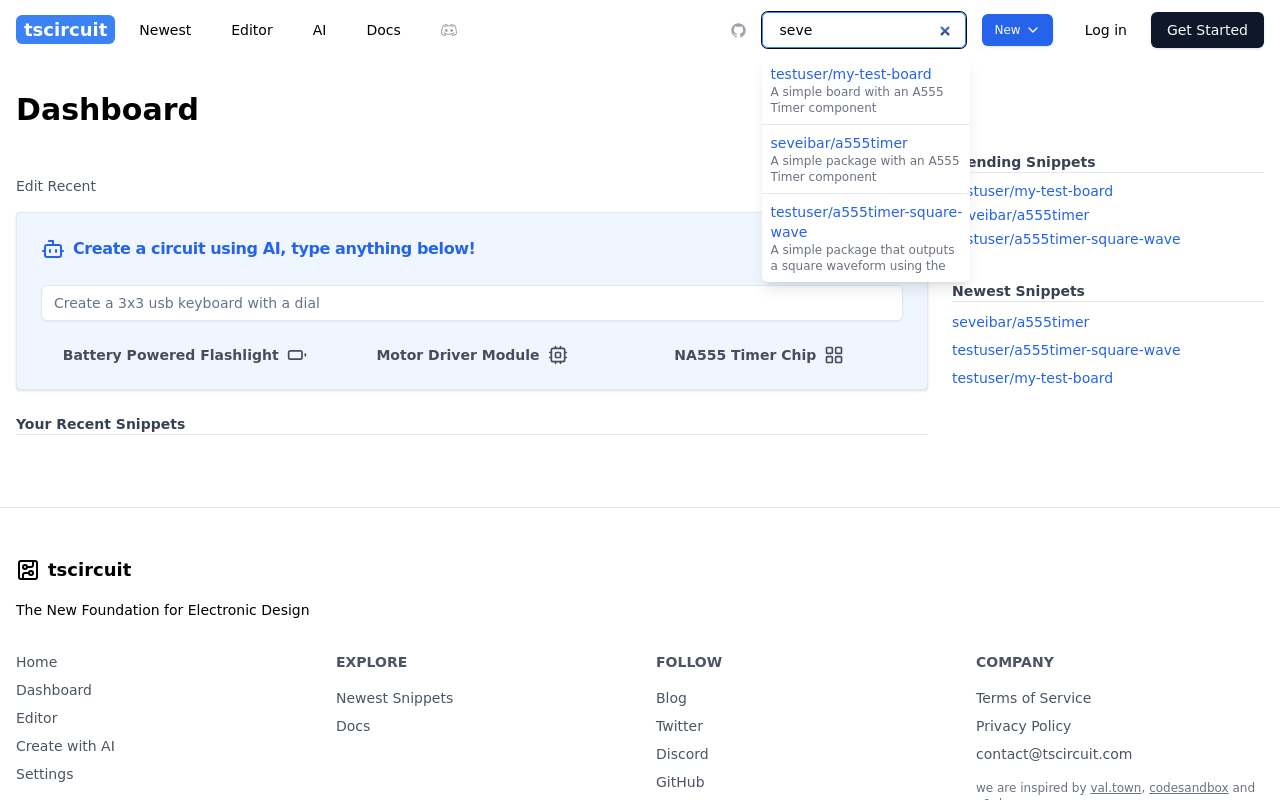 tscircuit
Newest
Editor
AI
Docs
seve
New
Log in
Get Started
testuser/my-test-board
A simple board with an A555
Timer component
seveibar/a555timer
A simple package with an A555
Timer component
testuser/a555timer-square-
wave
A simple package that outputs
a square waveform using the
Dashboard
Edit Recent
Create a circuit using AI, type anything below!
Create a 3x3 usb keyboard with a dial
Battery Powered Flashlight
Motor Driver Module
NA555 Timer Chip
Your Recent Snippets
ending Snippets
stuser/my-test-board
veibar/a555timer
stuser/a555timer-square-wave
Newest Snippets
seveibar/a555timer
testuser/a555timer-square-wave
testuser/my-test-board
tscircuit
The New Foundation for Electronic Design
Home
Dashboard
Editor
Create with AI
Settings
EXPLORE
Newest Snippets
Docs
FOLLOW
Blog
Twitter
Discord
GitHub
COMPANY
Terms of Service
Privacy Policy
contact@tscircuit.com
we are inspired by val.town, codesandbox and